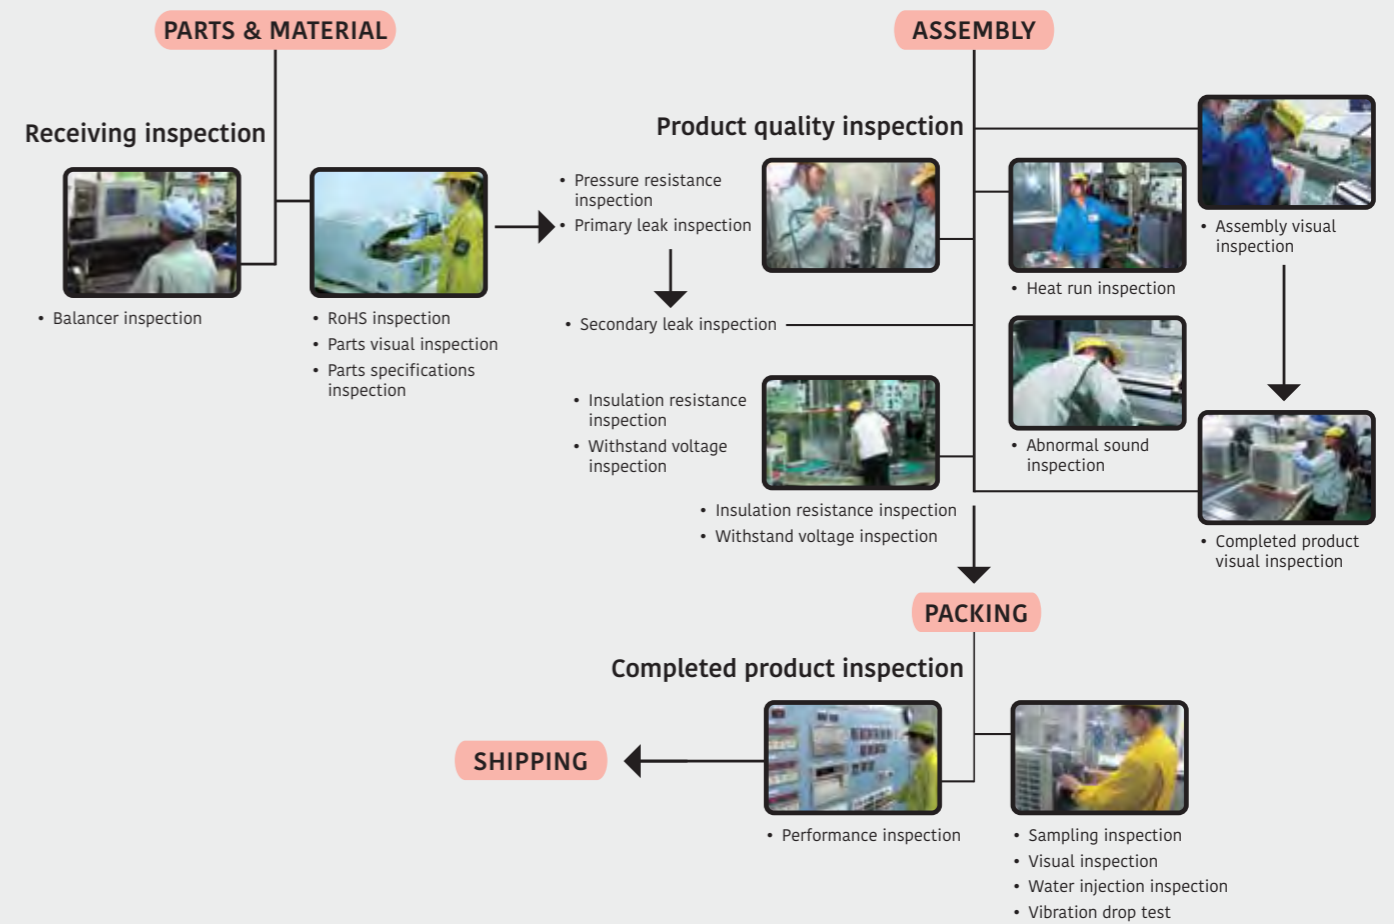 PARTS & MATERIAL
Receiving inspection
• Balancer inspection
• RoHS inspection
• Parts visual inspection
• Parts specifications
inspection
ASSEMBLY
Product quality inspection
• Pressure resistance
inspection
• Primary leak inspection
• Secondary leak inspection
• Insulation resistance
inspection
• Withstand voltage
inspection
• Insulation resistance inspection
• Withstand voltage inspection
• Heat run inspection
• Abnormal sound
inspection
• Assembly visual
inspection
• Completed product
visual inspection
PACKING
Completed product inspection
• Performance inspection
• Sampling inspection
• Visual inspection
• Water injection inspection
• Vibration drop test
SHIPPING